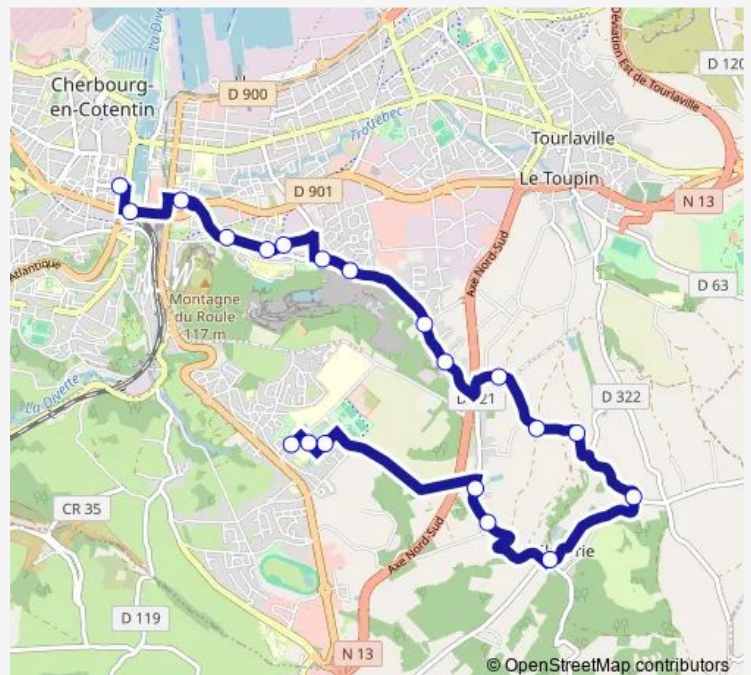 La Di
Déviation Est de Tourlaville
D 120
Cherbourg-
en-Cotentin
D 900
Trottebec
Tourlaville
D 901
Le Toupin
N 13
Atlantique
Axe Nord-Sud
D 63
Montagne
du Roule
117 m
La Divette
D 322
CR 35
Axe Nord-Sud
D 119
N 13
© OpenStreetMap contributors